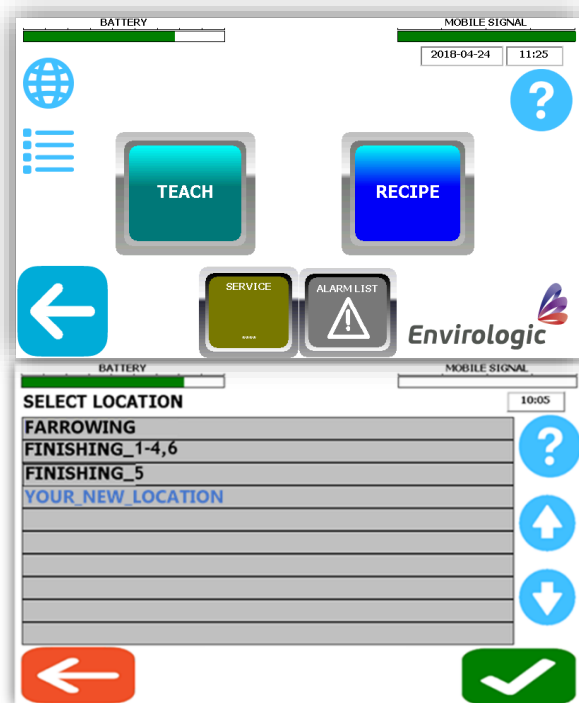 BATTERY MOBILE SIGNAL
2018-04-24 11:25
?
TEACH RECIPE
SERVICE ALARM LIST
****
!
Envirologic
BATTERY MOBILE SIGNAL
SELECT LOCATION 10:05
FARROWING
FINISHING_1-4,6
?
FINISHING_5
YOUR_NEW_LOCATION